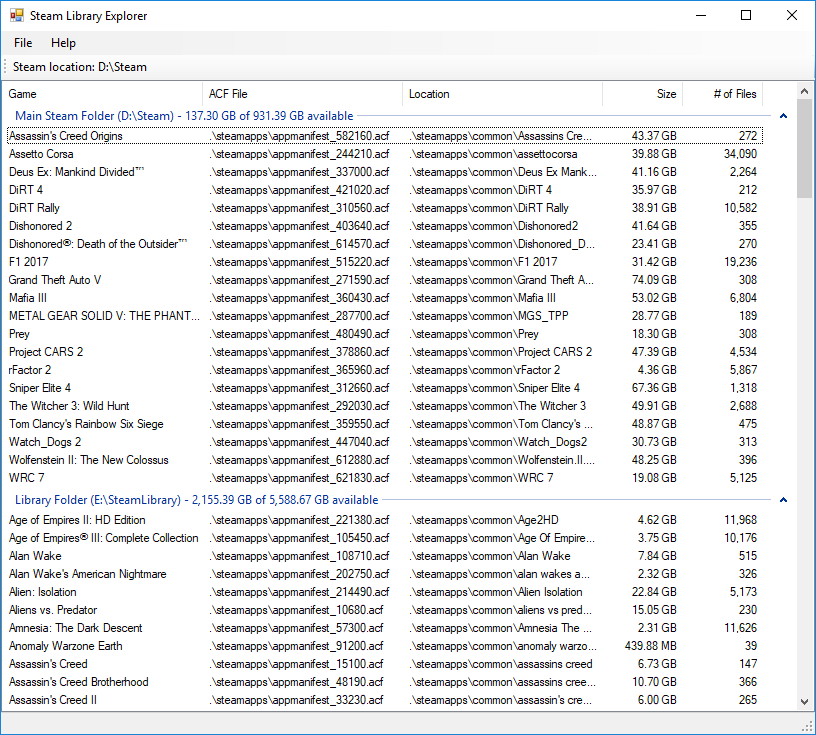 Steam Library Explorer
File Help
Steam location: D:\Steam
Game ACF File Location Size # of Files
Main Steam Folder (D:\Steam) - 137.30 GB of 931.39 GB available
Assassin's Creed Origins .\steamapps\appmanifest_582160.acf .\steamapps\common\Assassins Cre... 43.37 GB 272
Assetto Corsa .\steamapps\appmanifest_244210.acf .\steamapps\common\assettocorsa 39.88 GB 34,090
Deus Ex: Mankind Divided™ .\steamapps\appmanifest_337000.acf .\steamapps\common\Deus Ex Mank... 41.16 GB 2,264
DiRT 4 .\steamapps\appmanifest_421020.acf .\steamapps\common\DiRT 4 35.97 GB 212
DiRT Rally .\steamapps\appmanifest_310560.acf .\steamapps\common\DiRT Rally 38.91 GB 10,582
Dishonored 2 .\steamapps\appmanifest_403640.acf .\steamapps\common\Dishonored2 41.64 GB 355
Dishonored®: Death of the Outsider™ .\steamapps\appmanifest_614570.acf .\steamapps\common\Dishonored_D... 23.41 GB 270
F1 2017 .\steamapps\appmanifest_515220.acf .\steamapps\common\F1 2017 31.42 GB 19,236
Grand Theft Auto V .\steamapps\appmanifest_271590.acf .\steamapps\common\Grand Theft A... 74.09 GB 308
Mafia III .\steamapps\appmanifest_360430.acf .\steamapps\common\Mafia III 53.02 GB 6,804
METAL GEAR SOLID V: THE PHANT... .\steamapps\appmanifest_287700.acf .\steamapps\common\MGS_TPP 28.77 GB 189
Prey .\steamapps\appmanifest_480490.acf .\steamapps\common\Prey 18.30 GB 308
Project CARS 2 .\steamapps\appmanifest_378860.acf .\steamapps\common\Project CARS 2 47.39 GB 4,534
rFactor 2 .\steamapps\appmanifest_365960.acf .\steamapps\common\rFactor 2 4.36 GB 5,867
Sniper Elite 4 .\steamapps\appmanifest_312660.acf .\steamapps\common\Sniper Elite 4 67.36 GB 1,318
The Witcher 3: Wild Hunt .\steamapps\appmanifest_292030.acf .\steamapps\common\The Witcher 3 49.91 GB 2,688
Tom Clancy's Rainbow Six Siege .\steamapps\appmanifest_359550.acf .\steamapps\common\Tom Clancy's ... 48.87 GB 475
Watch_Dogs 2 .\steamapps\appmanifest_447040.acf .\steamapps\common\Watch_Dogs2 30.73 GB 313
Wolfenstein II: The New Colossus .\steamapps\appmanifest_612880.acf .\steamapps\common\Wolfenstein.II.... 48.25 GB 396
WRC 7 .\steamapps\appmanifest_621830.acf .\steamapps\common\WRC 7 19.08 GB 5,125
Library Folder (E:\SteamLibrary) - 2,155.39 GB of 5,588.67 GB available
Age of Empires II: HD Edition .\steamapps\appmanifest_221380.acf .\steamapps\common\Age2HD 4.62 GB 11,968
Age of Empires® III: Complete Collection .\steamapps\appmanifest_105450.acf .\steamapps\common\Age Of Empire... 3.75 GB 10,176
Alan Wake .\steamapps\appmanifest_108710.acf .\steamapps\common\Alan Wake 7.84 GB 515
Alan Wake's American Nightmare .\steamapps\appmanifest_202750.acf .\steamapps\common\alan wakes a... 2.32 GB 326
Alien: Isolation .\steamapps\appmanifest_214490.acf .\steamapps\common\Alien Isolation 22.84 GB 5,173
Aliens vs. Predator .\steamapps\appmanifest_10680.acf .\steamapps\common\aliens vs pred... 15.05 GB 230
Amnesia: The Dark Descent .\steamapps\appmanifest_57300.acf .\steamapps\common\Amnesia The ... 2.31 GB 11,626
Anomaly Warzone Earth .\steamapps\appmanifest_91200.acf .\steamapps\common\anomaly warzo... 439.88 MB 39
Assassin's Creed .\steamapps\appmanifest_15100.acf .\steamapps\common\assassins creed 6.73 GB 147
Assassin's Creed Brotherhood .\steamapps\appmanifest_48190.acf .\steamapps\common\assassins cree... 10.70 GB 366
Assassin's Creed II .\steamapps\appmanifest_33230.acf .\steamapps\common\assassin's cre... 6.00 GB 265